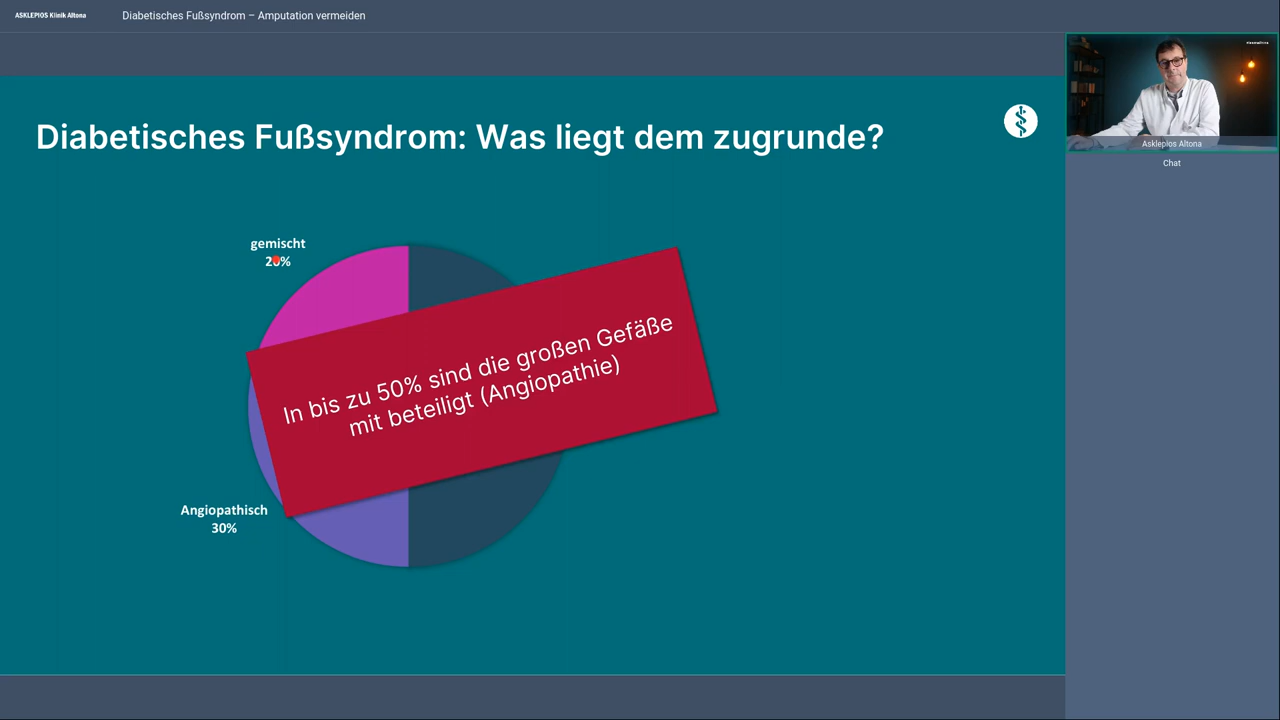 ASKLEPIOS Klinik Altona
Diabetisches Fußsyndrom – Amputation vermeiden
Diabetisches Fußsyndrom: Was liegt dem zugrunde?
gemischt
20%
In bis zu 50% sind die großen Gefäße
mit beteiligt (Angiopathie)
Angiopathisch
30%
Asklepios Altona
Chat